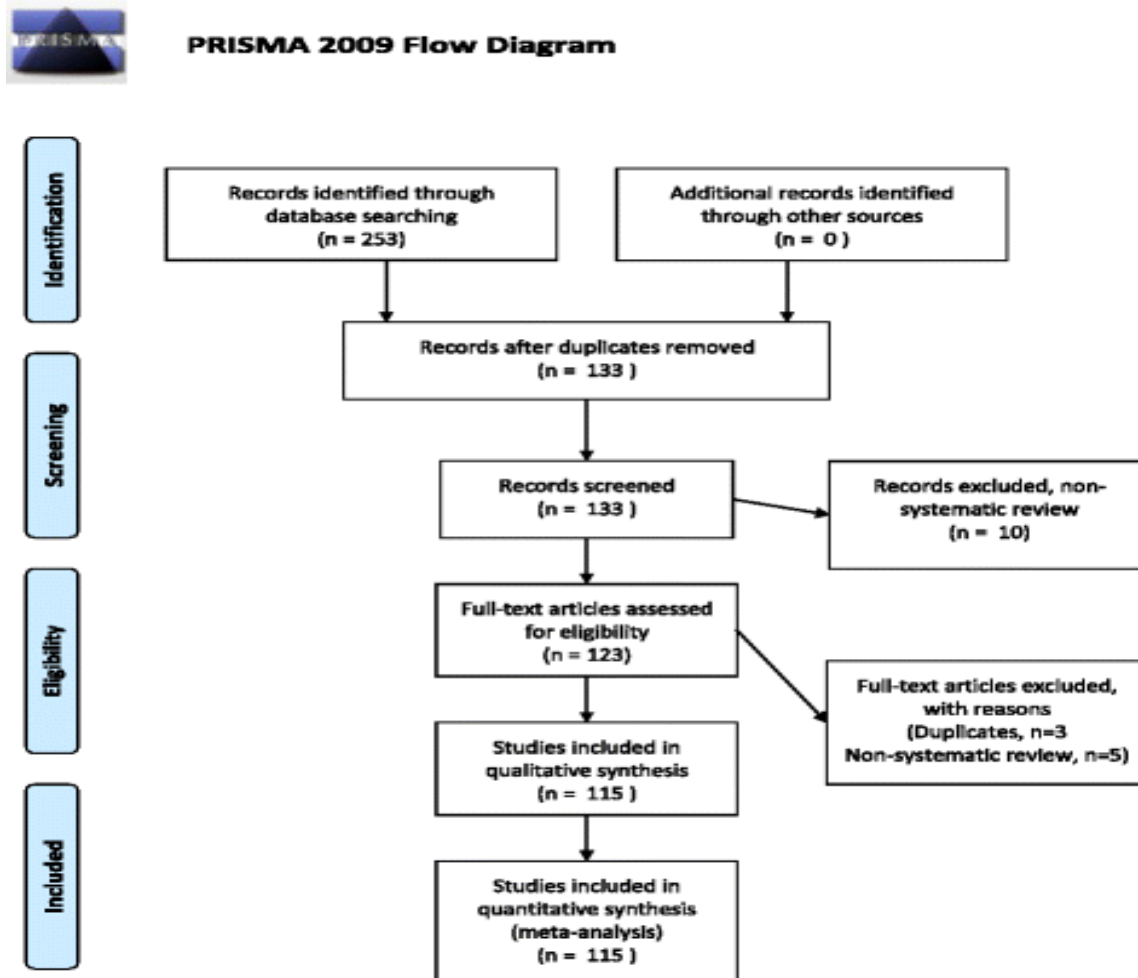 PRISMA
PRISMA 2009 Flow Diagram
Identification
Records identified through
database searching
(n = 253)
Additional records identified
through other sources
(n = 0 )
Records after duplicates removed
(n = 133 )
Screening
Records screened
(n = 133 )
Records excluded, non-
systematic review
(n = 10)
Eligibility
Full-text articles assessed
for eligibility
(n = 123)
Full-text articles excluded,
with reasons
(Duplicates, n=3
Non-systematic review, n=5)
Studies included in
qualitative synthesis
(n = 115 )
Included
Studies included in
quantitative synthesis
(meta-analysis)
(n = 115 )